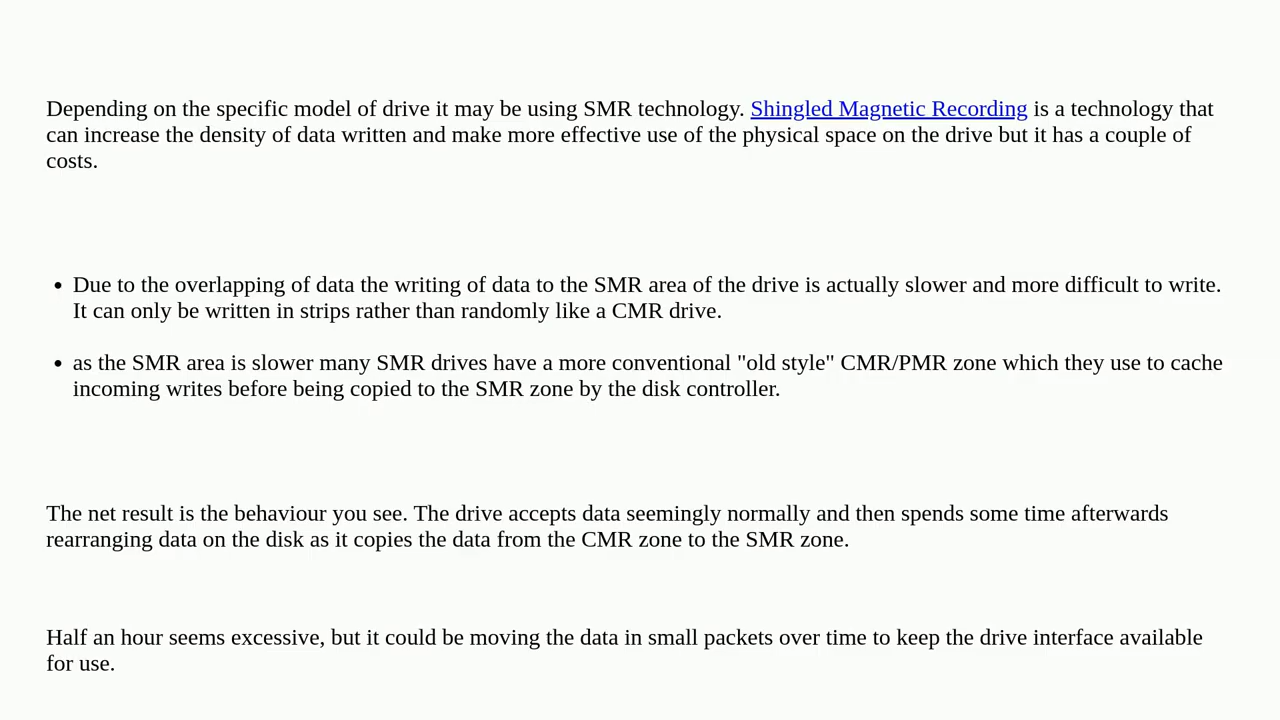 Depending on the specific model of drive it may be using SMR technology. Shingled Magnetic Recording is a technology that
can increase the density of data written and make more effective use of the physical space on the drive but it has a couple of
costs.
• Due to the overlapping of data the writing of data to the SMR area of the drive is actually slower and more difficult to write.
It can only be written in strips rather than randomly like a CMR drive.
• as the SMR area is slower many SMR drives have a more conventional "old style" CMR/PMR zone which they use to cache
incoming writes before being copied to the SMR zone by the disk controller.
The net result is the behaviour you see. The drive accepts data seemingly normally and then spends some time afterwards
rearranging data on the disk as it copies the data from the CMR zone to the SMR zone.
Half an hour seems excessive, but it could be moving the data in small packets over time to keep the drive interface available
for use.